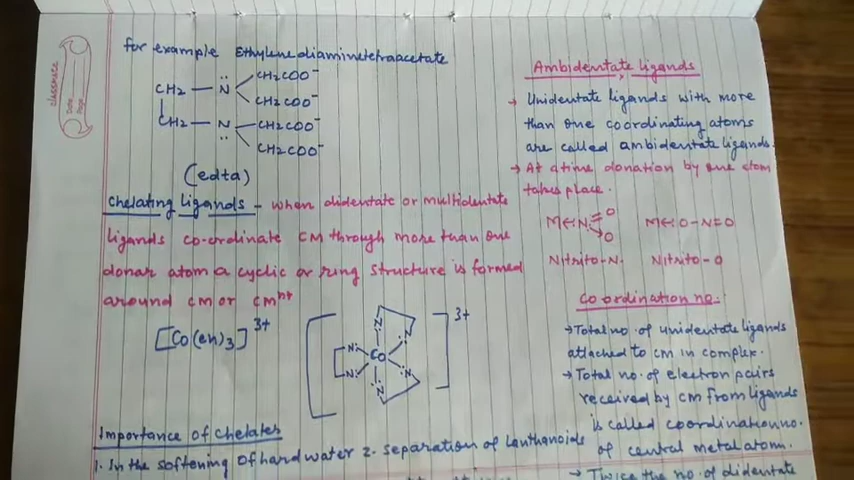 classmate
Date
Page
for example Ethylenediaminetetraacetate
CH₂ — N̈ CH₂COO⁻
CH₂COO⁻
CH₂ — N̈ CH₂COO⁻
CH₂COO⁻
(edta)
Chelating Ligands - when didentate or multidentate
ligands co-ordinate CM through more than one
donar atom a cyclic or ring structure is formed
around cm or cmⁿ⁺
[Co(en)₃]³⁺
N: N: N: Co N: N: N: 3+
Importance of chelates
1. In the softening of hard water 2. separation of lanthanoids
Ambidentate Ligands
→ Unidentate ligands with more
than one coordinating atoms
are called ambidentate ligands.
→ At a time donation by one atom
takes place.
M←:N=O →O M←:O-N=O
Nitrito-N. Nitrito-O
Coordination no:
→Total no. of unidentate ligands
attached to cm in complex.
→ Total no. of electron pairs
received by cm from ligands
is called coordination no.
of central metal atom.
→ Twice the no. of didentate